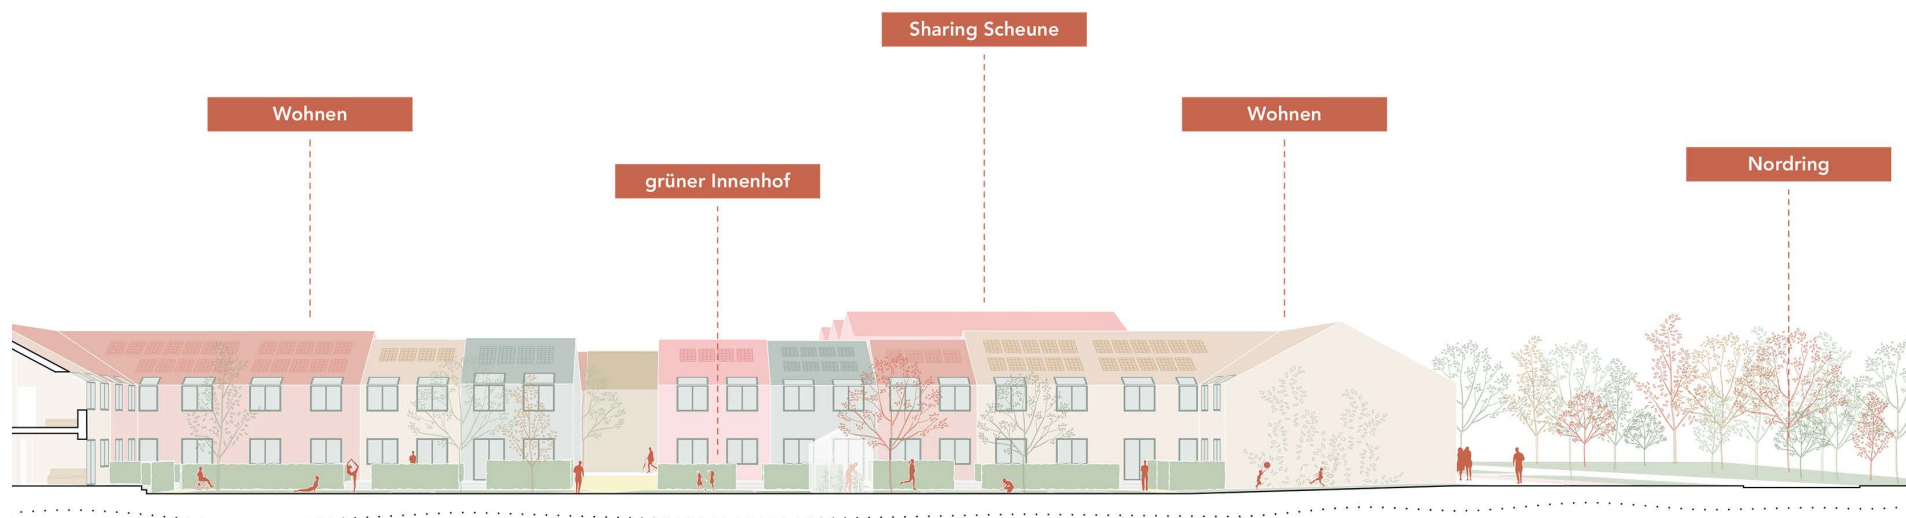 Sharing Scheune
Wohnen
Wohnen
grüner Innenhof
Nordring